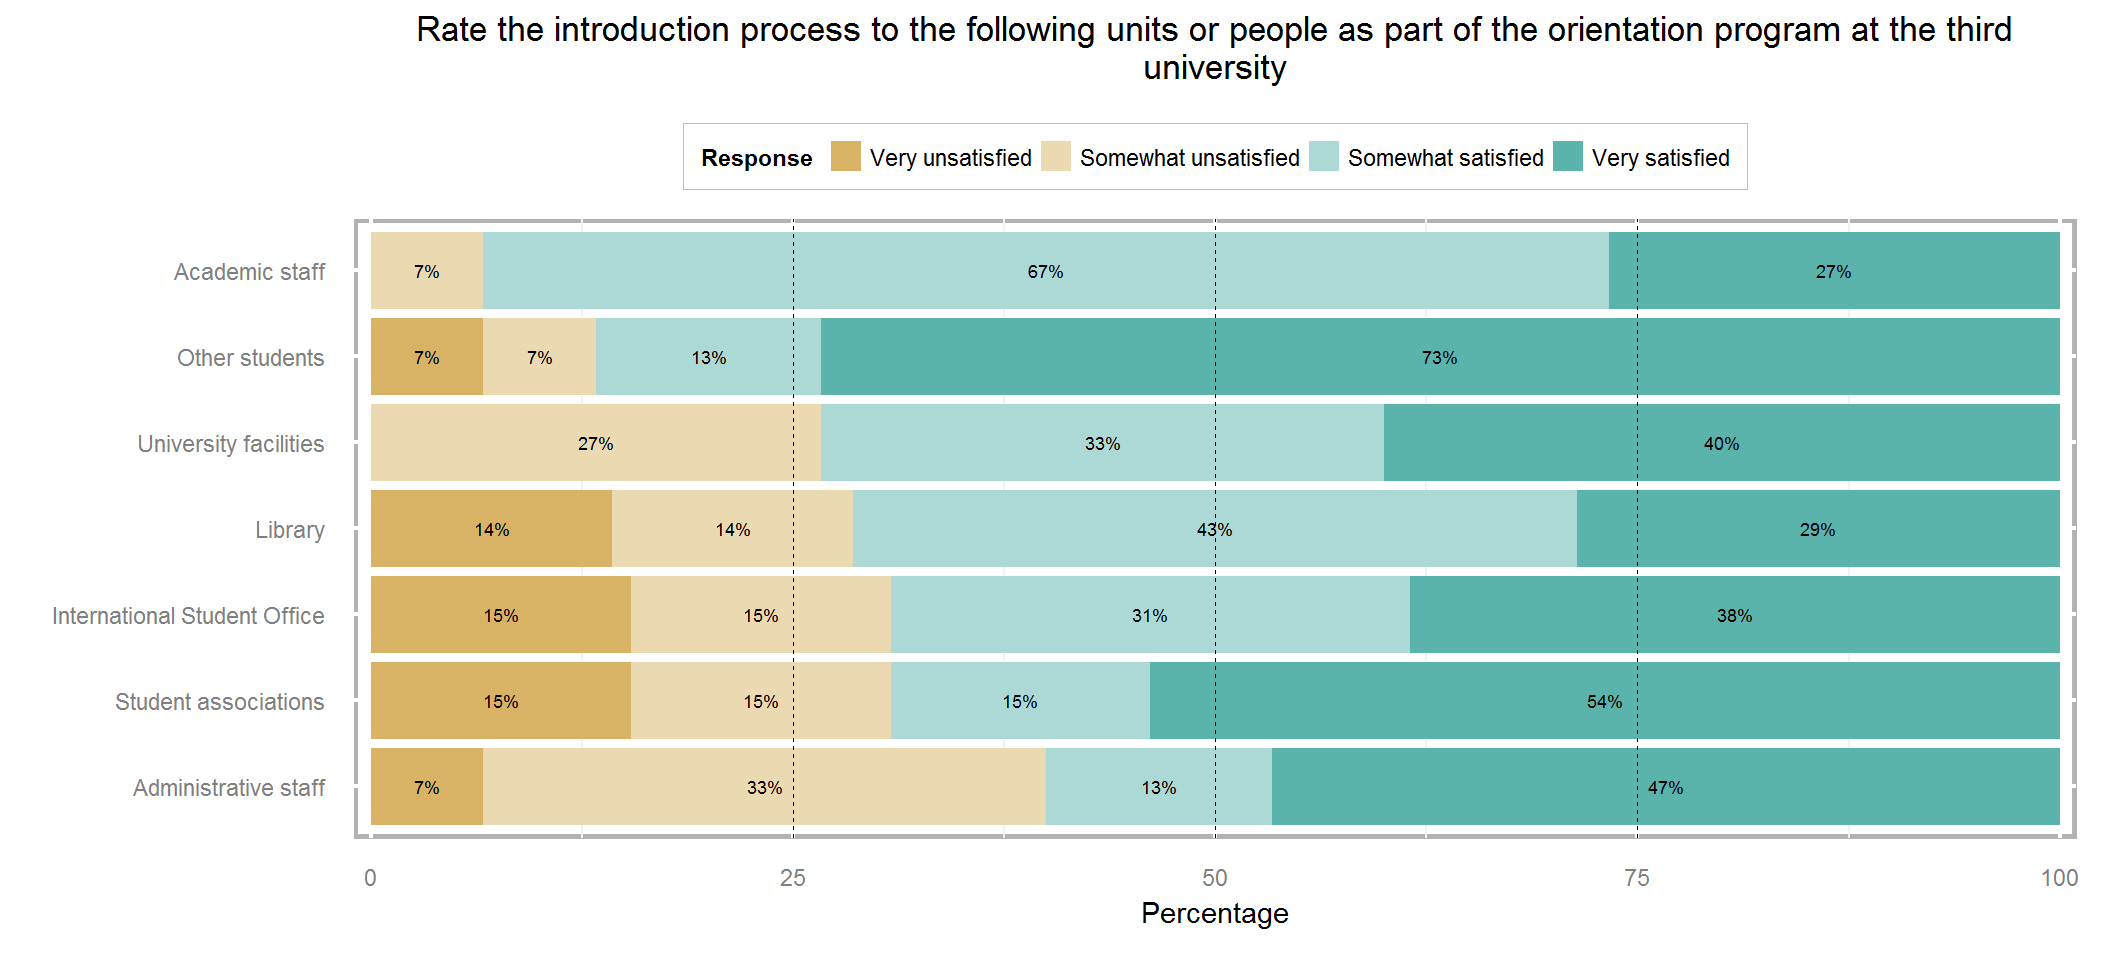 Rate the introduction process to the following units or people as part of the orientation program at the third
university
Response Very unsatisfied Somewhat unsatisfied Somewhat satisfied Very satisfied
Academic staff 7% 67% 27%
Other students 7% 7% 13% 73%
University facilities 27% 33% 40%
Library 14% 14% 43% 29%
International Student Office 15% 15% 31% 38%
Student associations 15% 15% 15% 54%
Administrative staff 7% 33% 13% 47%
0 25 50 75 100
Percentage